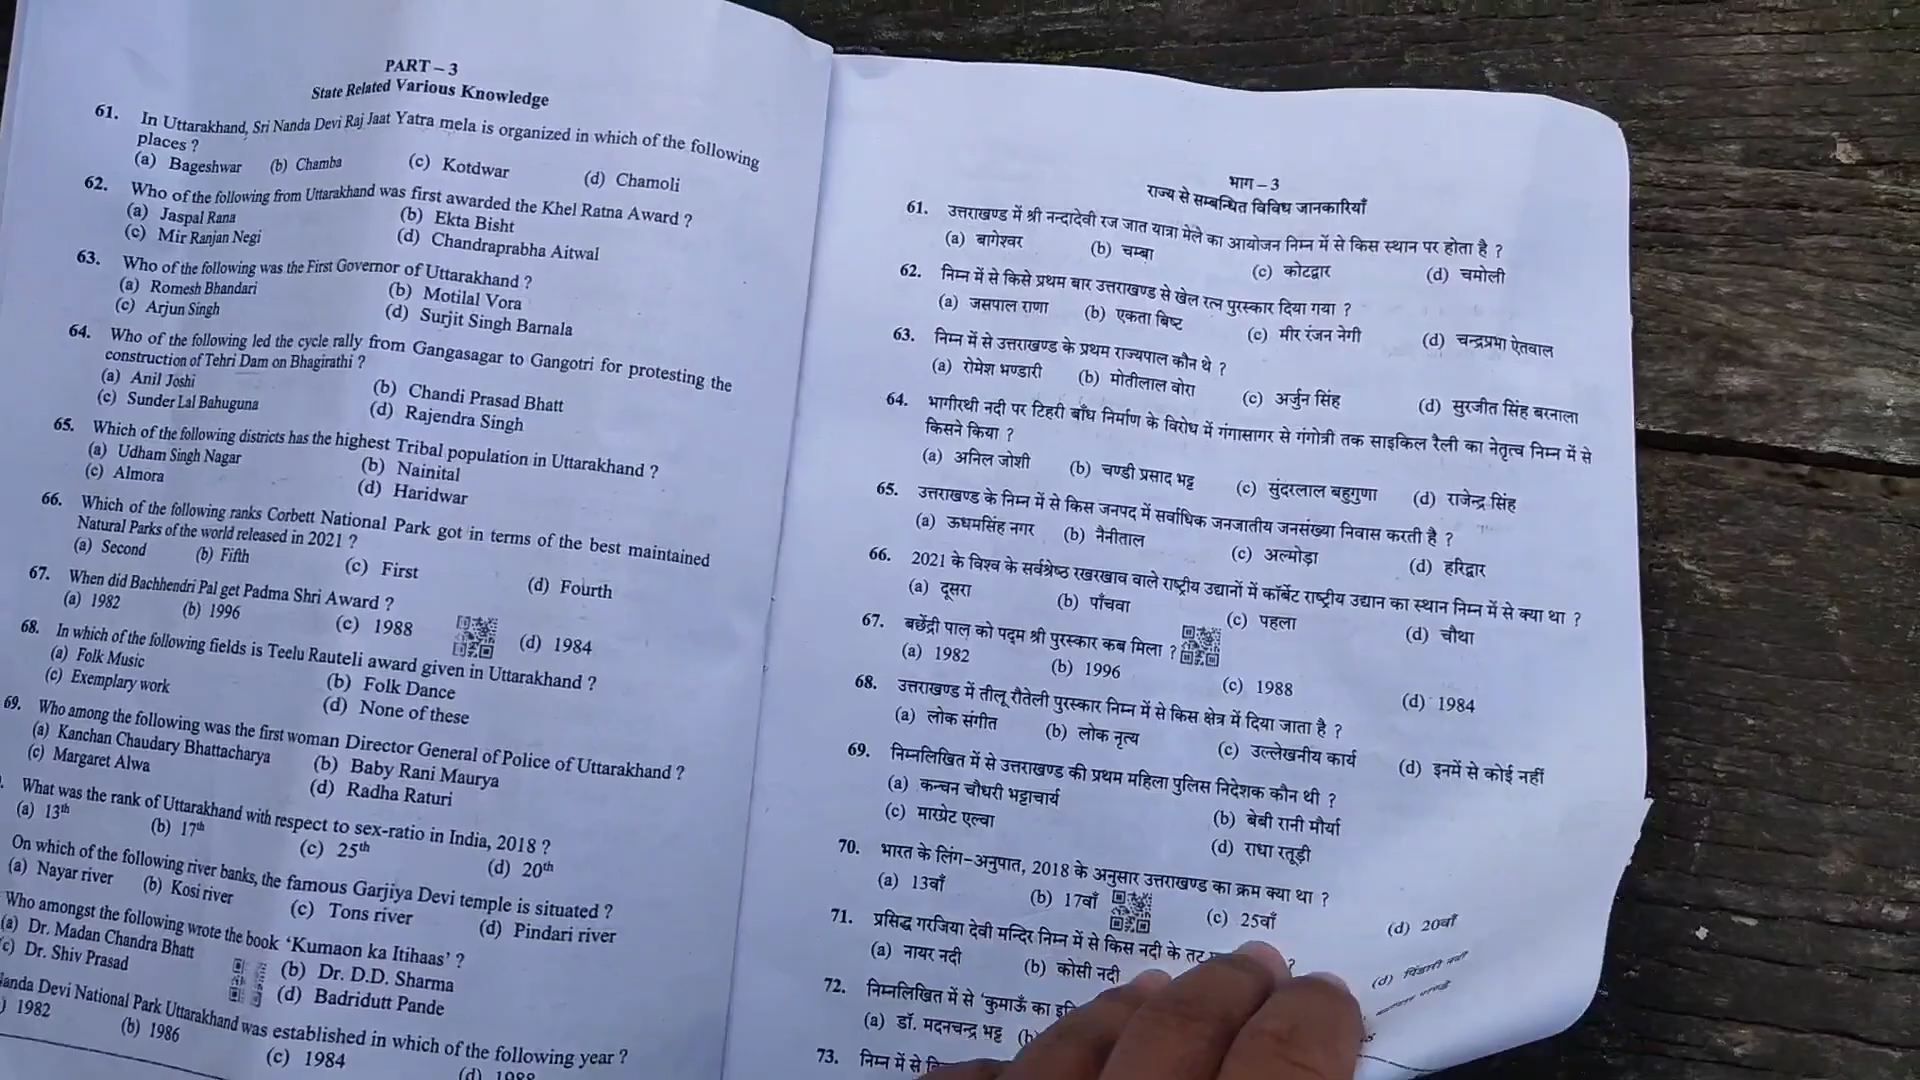 PART – 3
State Related Various Knowledge
61. In Uttarakhand, Sri Nanda Devi Raj Jaat Yatra mela is organized in which of the following
places ?
(a) Bageshwar (b) Chamba (c) Kotdwar (d) Chamoli
62. Who of the following from Uttarakhand was first awarded the Khel Ratna Award ?
(a) Jaspal Rana (b) Ekta Bisht
(c) Mir Ranjan Negi (d) Chandraprabha Aitwal
63. Who of the following was the First Governor of Uttarakhand ?
(a) Romesh Bhandari (b) Motilal Vora
(c) Arjun Singh (d) Surjit Singh Barnala
64. Who of the following led the cycle rally from Gangasagar to Gangotri for protesting the
construction of Tehri Dam on Bhagirathi ?
(a) Anil Joshi (b) Chandi Prasad Bhatt
(c) Sunder Lal Bahuguna (d) Rajendra Singh
65. Which of the following districts has the highest Tribal population in Uttarakhand ?
(a) Udham Singh Nagar (b) Nainital
(c) Almora (d) Haridwar
66. Which of the following ranks Corbett National Park got in terms of the best maintained
Natural Parks of the world released in 2021 ?
(a) Second (b) Fifth (c) First (d) Fourth
67. When did Bachhendri Pal get Padma Shri Award ?
(a) 1982 (b) 1996 (c) 1988 (d) 1984
68. In which of the following fields is Teelu Rauteli award given in Uttarakhand ?
(a) Folk Music (b) Folk Dance
(c) Exemplary work (d) None of these
69. Who among the following was the first woman Director General of Police of Uttarakhand ?
(a) Kanchan Chaudary Bhattacharya (b) Baby Rani Maurya
(c) Margaret Alwa (d) Radha Raturi
. What was the rank of Uttarakhand with respect to sex-ratio in India, 2018 ?
(a) 13th (b) 17th (c) 25th (d) 20th
On which of the following river banks, the famous Garjiya Devi temple is situated ?
(a) Nayar river (b) Kosi river (c) Tons river (d) Pindari river
Who amongst the following wrote the book ‘Kumaon ka Itihaas’ ?
(a) Dr. Madan Chandra Bhatt (b) Dr. D.D. Sharma
(c) Dr. Shiv Prasad (d) Badridutt Pande
Nanda Devi National Park Uttarakhand was established in which of the following year ?
) 1982 (b) 1986 (c) 1984 (d) 1988
भाग – 3
राज्य से सम्बन्धित विविध जानकारियाँ
61. उत्तराखण्ड में श्री नन्दादेवी रज जात यात्रा मेले का आयोजन निम्न में से किस स्थान पर होता है ?
(a) बागेश्वर (b) चम्बा (c) कोटद्वार (d) चमोली
62. निम्न में से किसे प्रथम बार उत्तराखण्ड से खेल रत्न पुरस्कार दिया गया ?
(a) जसपाल राणा (b) एकता बिष्ट (c) मीर रंजन नेगी (d) चन्द्रप्रभा ऐतवाल
63. निम्न में से उत्तराखण्ड के प्रथम राज्यपाल कौन थे ?
(a) रोमेश भण्डारी (b) मोतीलाल वोरा (c) अर्जुन सिंह (d) सुरजीत सिंह बरनाला
64. भागीरथी नदी पर टिहरी बाँध निर्माण के विरोध में गंगासागर से गंगोत्री तक साइकिल रैली का नेतृत्व निम्न में से
किसने किया ?
(a) अनिल जोशी (b) चण्डी प्रसाद भट्ट (c) सुंदरलाल बहुगुणा (d) राजेन्द्र सिंह
65. उत्तराखण्ड के निम्न में से किस जनपद में सर्वाधिक जनजातीय जनसंख्या निवास करती है ?
(a) ऊधमसिंह नगर (b) नैनीताल (c) अल्मोड़ा (d) हरिद्वार
66. 2021 के विश्व के सर्वश्रेष्ठ रखरखाव वाले राष्ट्रीय उद्यानों में कॉर्बेट राष्ट्रीय उद्यान का स्थान निम्न में से क्या था ?
(a) दूसरा (b) पाँचवा (c) पहला (d) चौथा
67. बछेंद्री पाल को पद्म श्री पुरस्कार कब मिला ?
(a) 1982 (b) 1996 (c) 1988 (d) 1984
68. उत्तराखण्ड में तीलू रौतेली पुरस्कार निम्न में से किस क्षेत्र में दिया जाता है ?
(a) लोक संगीत (b) लोक नृत्य (c) उल्लेखनीय कार्य (d) इनमें से कोई नहीं
69. निम्नलिखित में से उत्तराखण्ड की प्रथम महिला पुलिस निदेशक कौन थी ?
(a) कन्चन चौधरी भट्टाचार्य (b) बेबी रानी मौर्या
(c) मारग्रेट एल्वा (d) राधा रतूड़ी
70. भारत के लिंग-अनुपात, 2018 के अनुसार उत्तराखण्ड का क्रम क्या था ?
(a) 13वाँ (b) 17वाँ (c) 25वाँ (d) 20वाँ
71. प्रसिद्ध गरजिया देवी मन्दिर निम्न में से किस नदी के तट ?
(a) नायर नदी (b) कोसी नदी (d) पिंडारी नदी
72. निम्नलिखित में से ‘कुमाऊँ का
(a) डॉ. मदनचन्द्र भट्ट (b)
73. निम्न में से